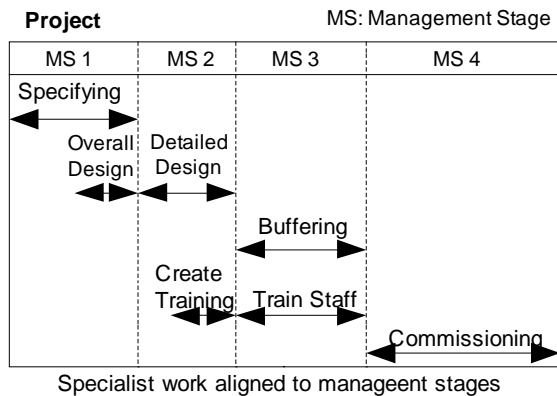 Project
MS: Management Stage
MS 1 MS 2 MS 3 MS 4
Specifying
Overall Detailed
Design Design
Buffering
Create
Training Train Staff
Commissioning
Specialist work aligned to manageent stages